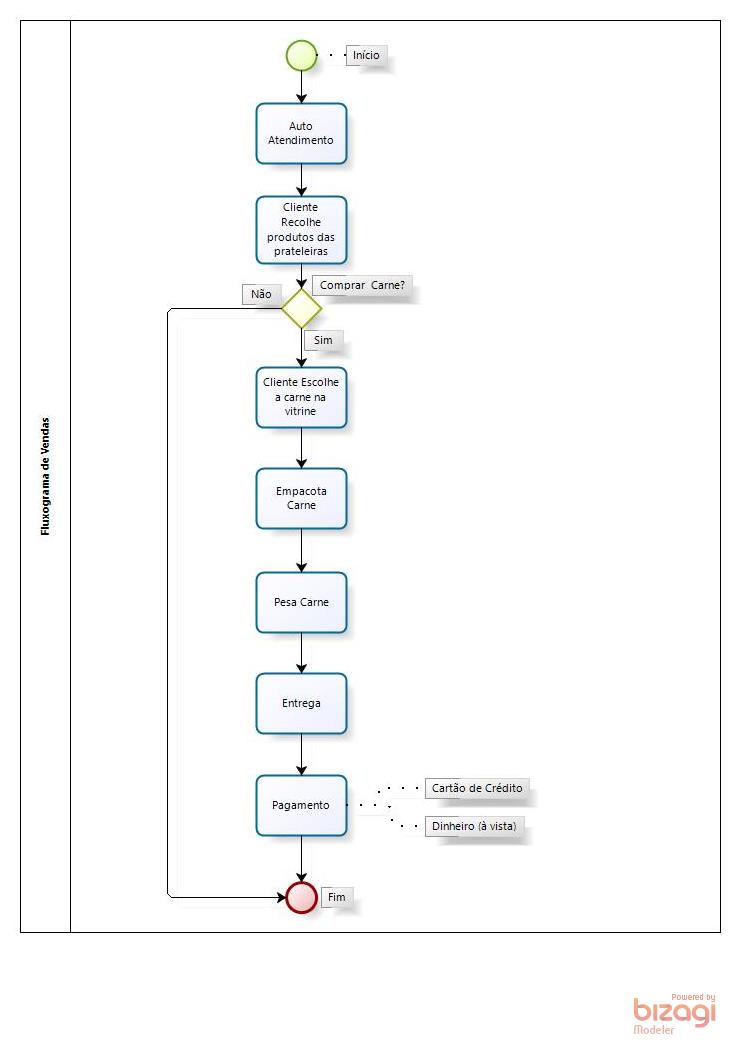 Fluxograma de Vendas
Início
Auto
Atendimento
Cliente
Recolhe
produtos das
prateleiras
Comprar Carne?
Não
Sim
Cliente Escolhe
a carne na
vitrine
Empacota
Carne
Pesa Carne
Entrega
Pagamento
Cartão de Crédito
Dinheiro (à vista)
Fim
Powered by
bizagi
Modeler